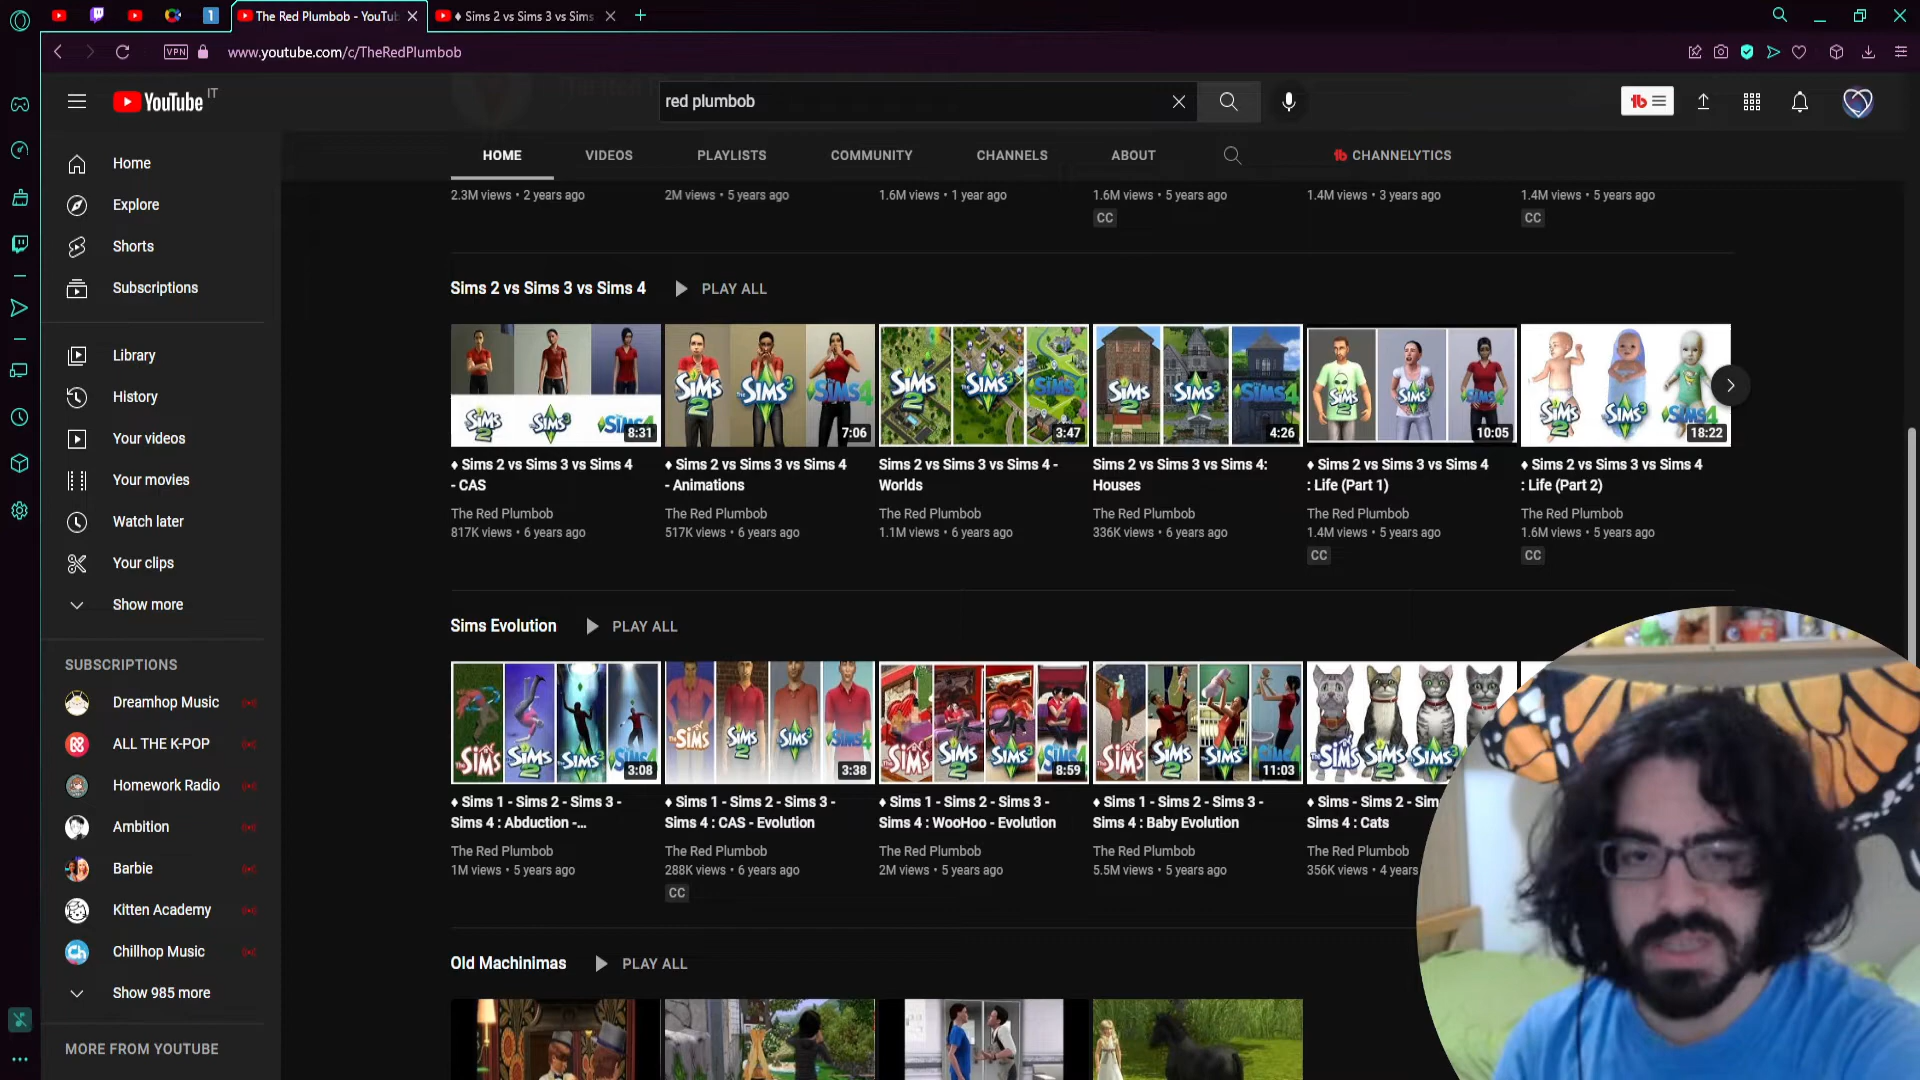 1
The Red Plumbob - YouTub
♦ Sims 2 vs Sims 3 vs Sims
VPN
www.youtube.com/c/TheRedPlumbob
YouTube IT
red plumbob
HOME
VIDEOS
PLAYLISTS
COMMUNITY
CHANNELS
ABOUT
CHANNELYTICS
Home
Explore
Shorts
Subscriptions
Library
History
Your videos
Your movies
Watch later
Your clips
Show more
SUBSCRIPTIONS
Dreamhop Music
ALL THE K-POP
Homework Radio
Ambition
Barbie
Kitten Academy
Chillhop Music
Show 985 more
MORE FROM YOUTUBE
2.3M views • 2 years ago
2M views • 5 years ago
1.6M views • 1 year ago
1.6M views • 5 years ago
CC
1.4M views • 3 years ago
1.4M views • 5 years ago
CC
Sims 2 vs Sims 3 vs Sims 4
PLAY ALL
8:31
♦ Sims 2 vs Sims 3 vs Sims 4
- CAS
The Red Plumbob
817K views • 6 years ago
7:06
♦ Sims 2 vs Sims 3 vs Sims 4
- Animations
The Red Plumbob
517K views • 6 years ago
3:47
Sims 2 vs Sims 3 vs Sims 4 -
Worlds
The Red Plumbob
1.1M views • 6 years ago
4:26
Sims 2 vs Sims 3 vs Sims 4:
Houses
The Red Plumbob
336K views • 6 years ago
10:05
♦ Sims 2 vs Sims 3 vs Sims 4
: Life (Part 1)
The Red Plumbob
1.4M views • 5 years ago
CC
18:22
♦ Sims 2 vs Sims 3 vs Sims 4
: Life (Part 2)
The Red Plumbob
1.6M views • 5 years ago
CC
Sims Evolution
PLAY ALL
3:08
♦ Sims 1 - Sims 2 - Sims 3 -
Sims 4 : Abduction -...
The Red Plumbob
1M views • 5 years ago
3:38
♦ Sims 1 - Sims 2 - Sims 3 -
Sims 4 : CAS - Evolution
The Red Plumbob
288K views • 6 years ago
CC
8:59
♦ Sims 1 - Sims 2 - Sims 3 -
Sims 4 : WooHoo - Evolution
The Red Plumbob
2M views • 5 years ago
11:03
♦ Sims 1 - Sims 2 - Sims 3 -
Sims 4 : Baby Evolution
The Red Plumbob
5.5M views • 5 years ago
♦ Sims - Sims 2 - Sim
Sims 4 : Cats
The Red Plumbob
356K views • 4 years
Old Machinimas
PLAY ALL